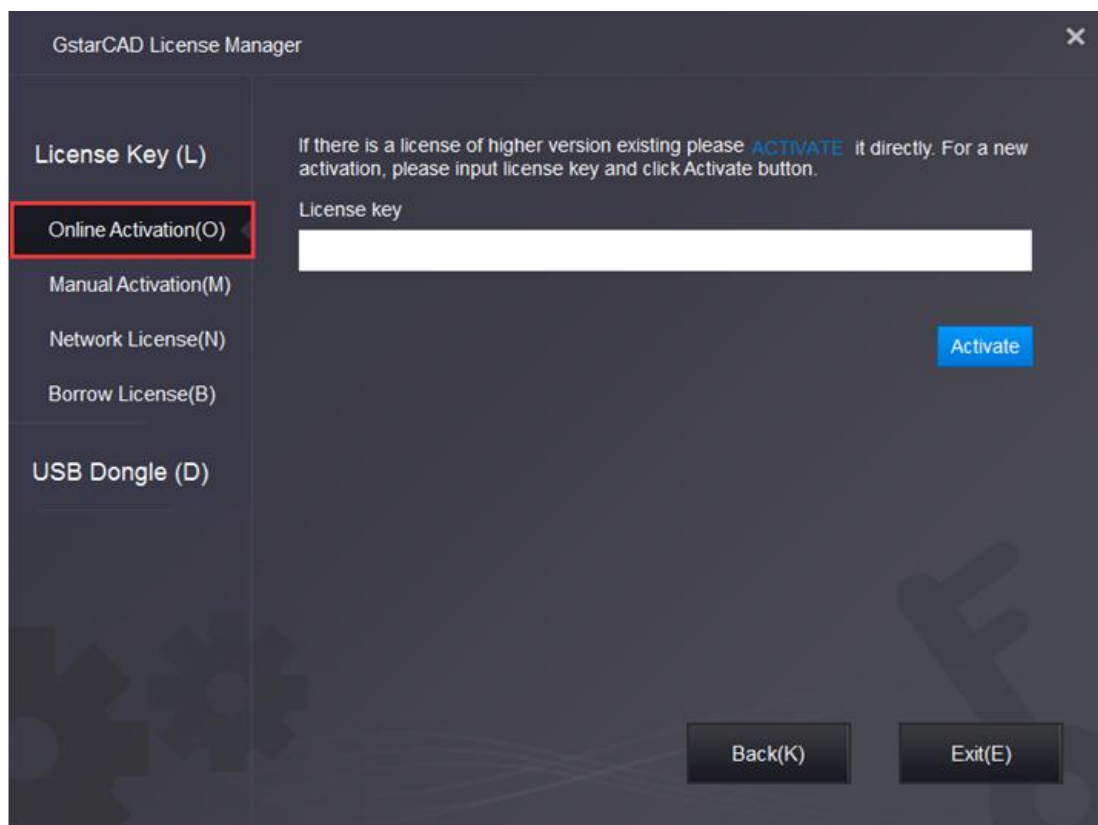 GstarCAD License Manager
License Key (L)
Online Activation(O)
Manual Activation(M)
Network License(N)
Borrow License(B)
USB Dongle (D)
If there is a license of higher version existing please ACTIVATE it directly. For a new
activation, please input license key and click Activate button.
License key
Activate
Back(K)
Exit(E)